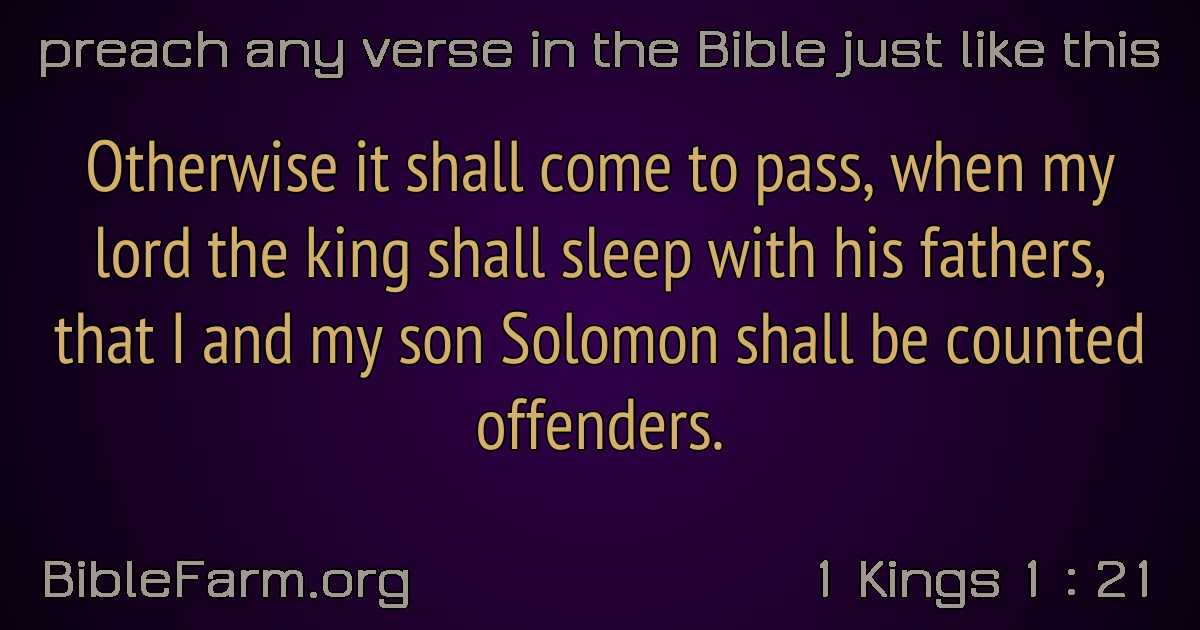 preach any verse in the Bible just like this
Otherwise it shall come to pass, when my
lord the king shall sleep with his fathers,
that I and my son Solomon shall be counted
offenders.
BibleFarm.org
1 Kings 1 : 21